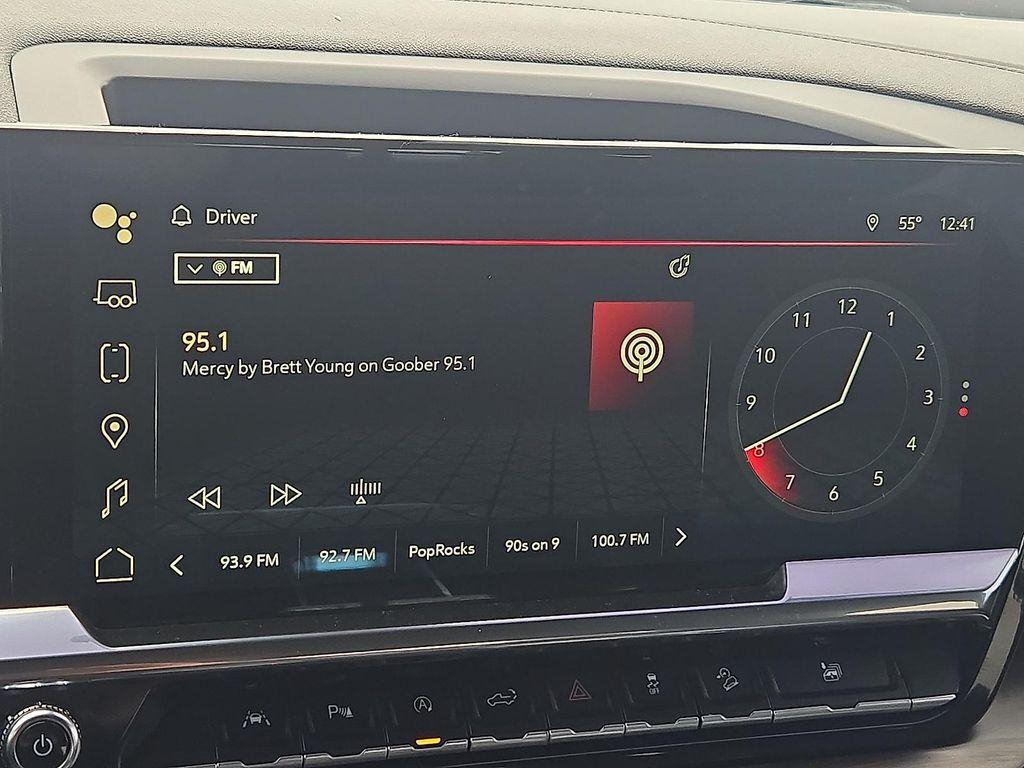 Driver
55° 12:41
FM
95.1
Mercy by Brett Young on Goober 95.1
12
1
2
3
4
5
6
7
8
9
10
11
93.9 FM
92.7 FM
PopRocks
90s on 9
100.7 FM
P
A
OFF